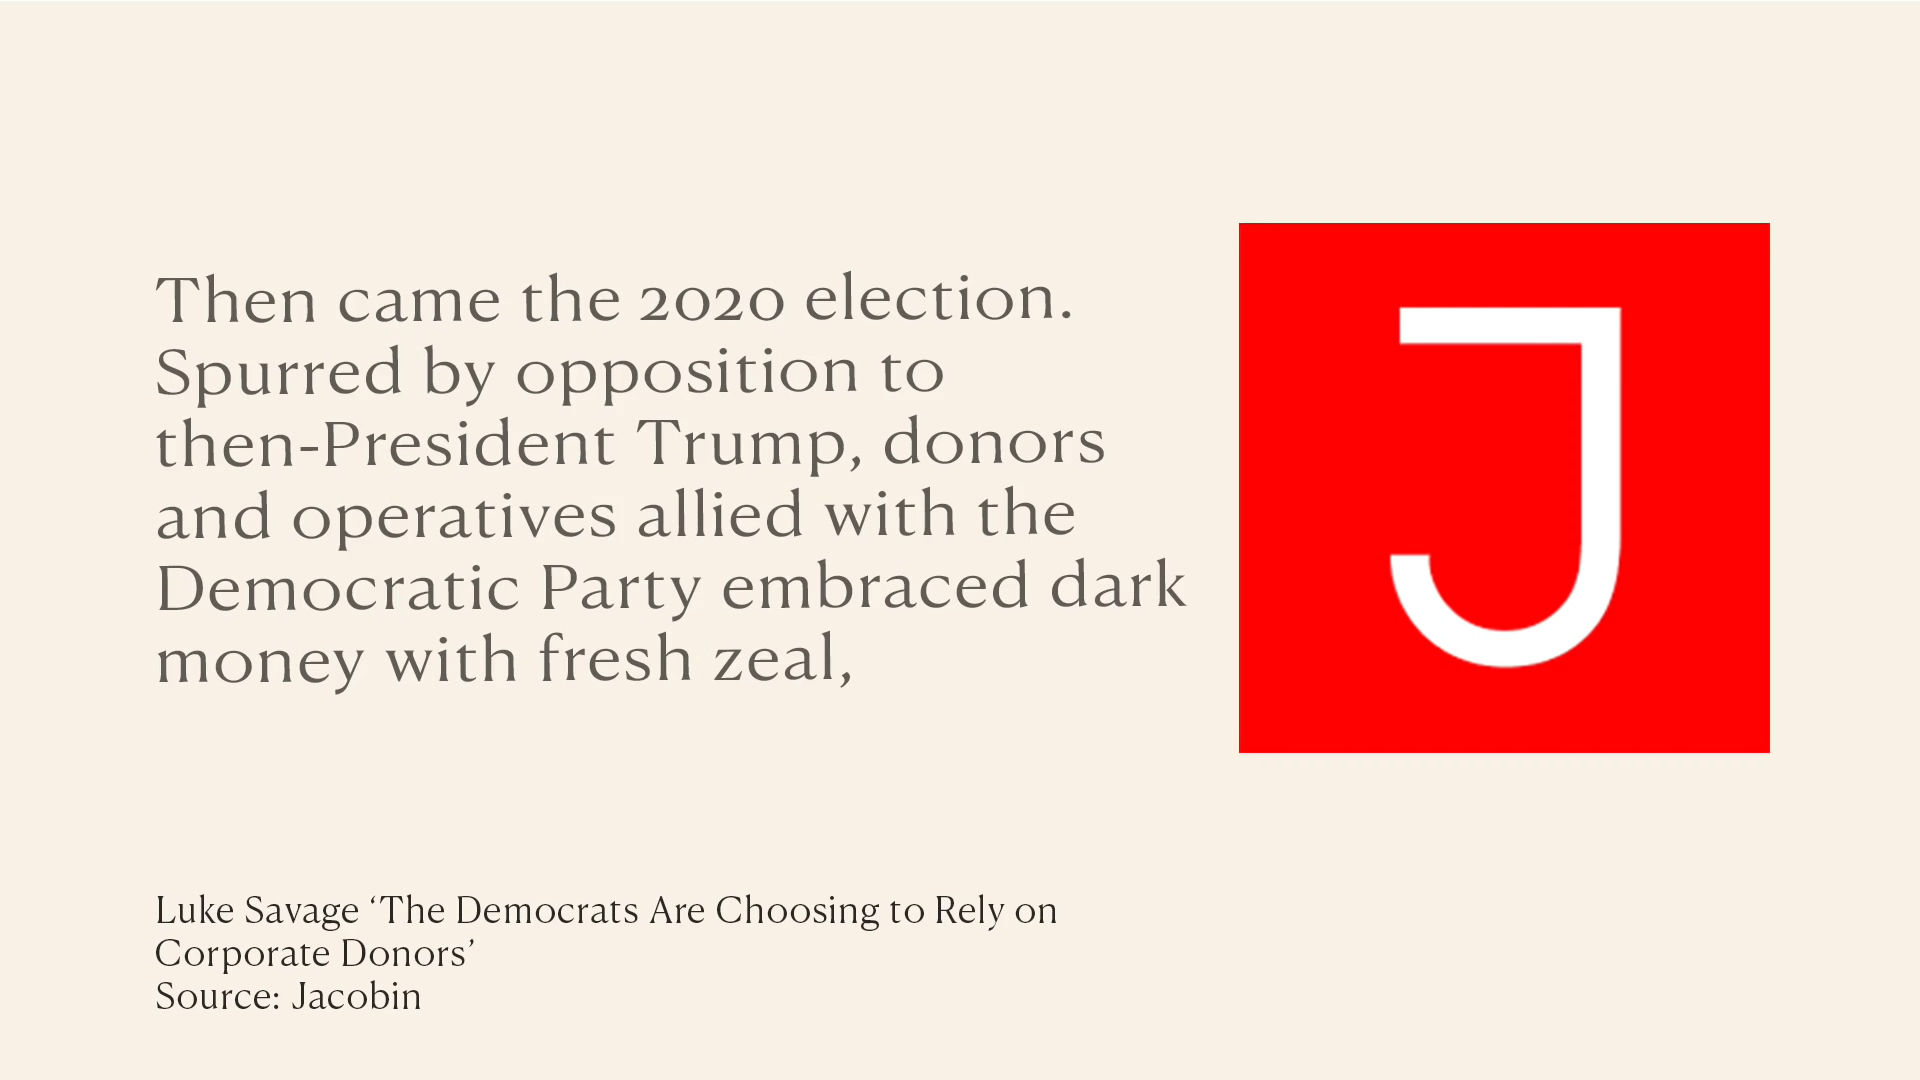 Then came the 2020 election.
Spurred by opposition to
then-President Trump, donors
and operatives allied with the
Democratic Party embraced dark
money with fresh zeal,
J
Luke Savage ‘The Democrats Are Choosing to Rely on
Corporate Donors’
Source: Jacobin